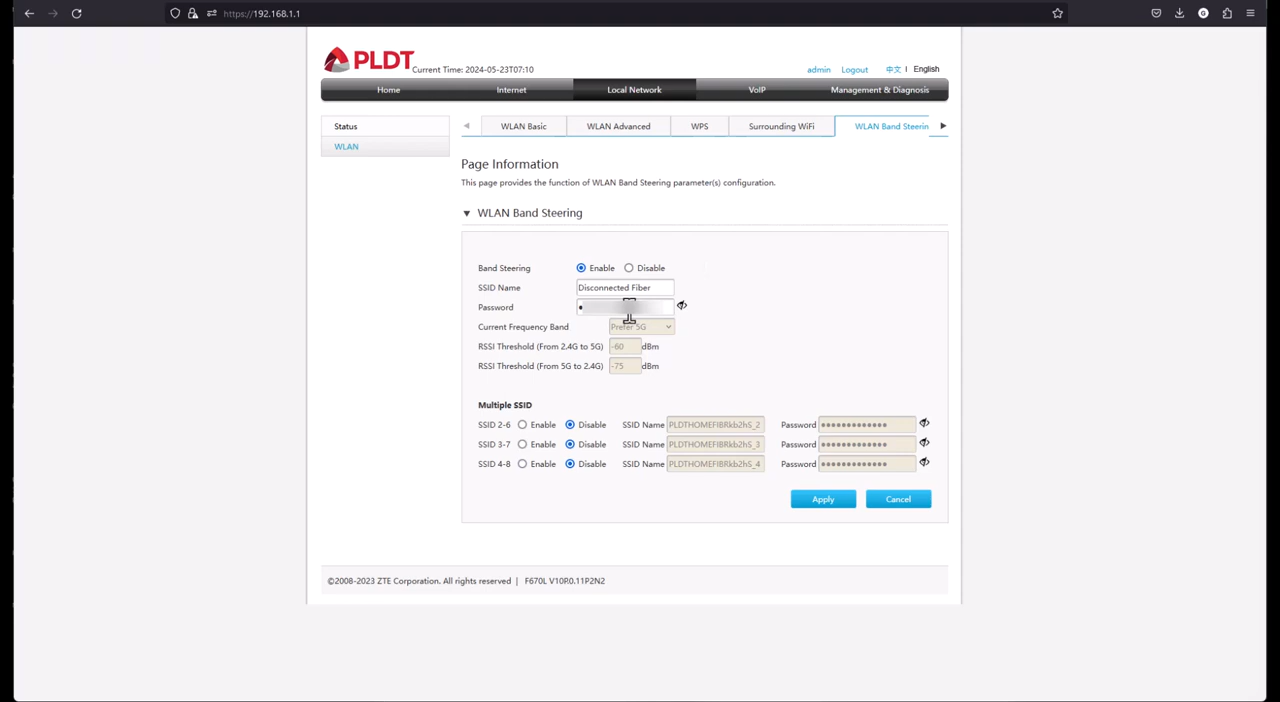 https://192.168.1.1
PLDT
Current Time: 2024-05-23T07:10
admin Logout 中文 | English
Home Internet Local Network VoIP Management & Diagnosis
Status
WLAN
WLAN Basic WLAN Advanced WPS Surrounding WiFi WLAN Band Steerin
Page Information
This page provides the function of WLAN Band Steering parameter(s) configuration.
WLAN Band Steering
Band Steering Enable Disable
SSID Name Disconnected Fiber
Password
Current Frequency Band Prefer 5G
RSSI Threshold (From 2.4G to 5G) -60 dBm
RSSI Threshold (From 5G to 2.4G) -75 dBm
Multiple SSID
SSID 2-6 Enable Disable SSID Name PLDTHOMEFIBRkb2hS_2 Password •••••••••••••
SSID 3-7 Enable Disable SSID Name PLDTHOMEFIBRkb2hS_3 Password •••••••••••••
SSID 4-8 Enable Disable SSID Name PLDTHOMEFIBRkb2hS_4 Password •••••••••••••
Apply Cancel
©2008-2023 ZTE Corporation. All rights reserved | F670L V10P.0.11P2N2